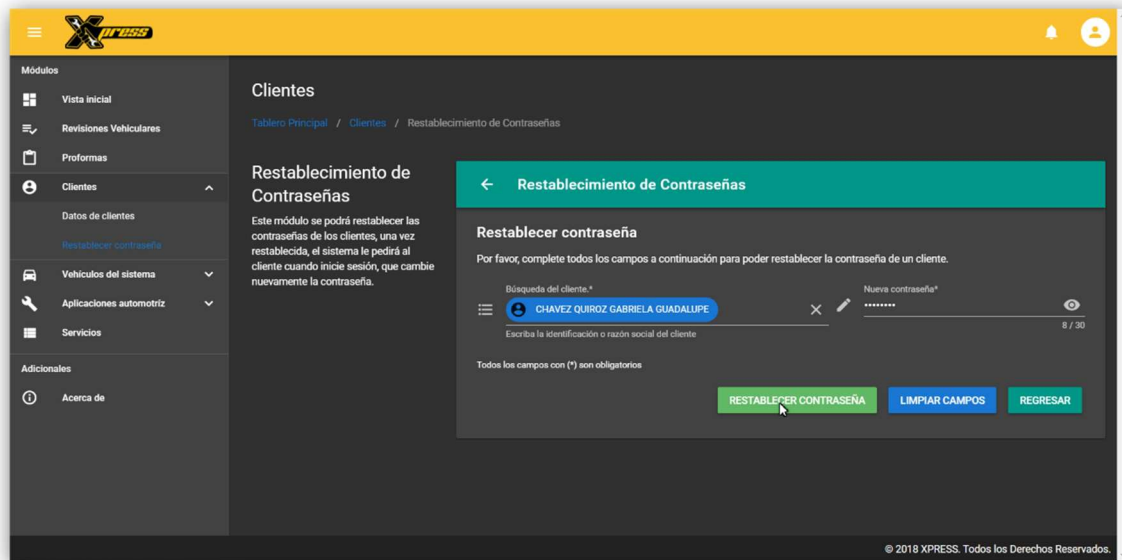 Xpress
Módulos
Vista inicial
Revisiones Vehiculares
Proformas
Clientes
Datos de clientes
Restablecer contraseña
Vehículos del sistema
Aplicaciones automotríz
Servicios
Adicionales
Acerca de
Clientes
Tablero Principal / Clientes / Restablecimiento de Contraseñas
Restablecimiento de
Contraseñas
Este módulo se podrá restablecer las
contraseñas de los clientes, una vez
restablecida, el sistema le pedirá al
cliente cuando inicie sesión, que cambie
nuevamente la contraseña.
Restablecimiento de Contraseñas
Restablecer contraseña
Por favor, complete todos los campos a continuación para poder restablecer la contraseña de un cliente.
Búsqueda del cliente.*
CHAVEZ QUIROZ GABRIELA GUADALUPE
Escriba la identificación o razón social del cliente
Nueva contraseña*
••••••••
8 / 30
Todos los campos con (*) son obligatorios
RESTABLECER CONTRASEÑA
LIMPIAR CAMPOS
REGRESAR
© 2018 XPRESS. Todos los Derechos Reservados.